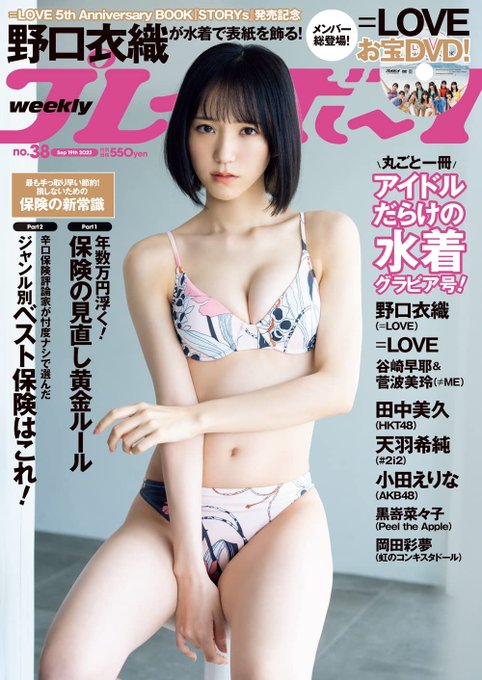 =LOVE 5th Anniversary BOOK『STORYs』発売記念
野口衣織が水着で表紙を飾る!
メンバー
総登場!
=LOVE
お宝DVD!
weekly
プレイボーイ
no.38
Sep 19th 2022
特別
定価
550yen
最も手っ取り早い節約!
損しないための
保険の新常識
Part1
年数万円浮く!
保険の見直し黄金ルール
Part2
辛口保険評論家が忖度ナシで選んだ
ジャンル別ベスト保険はこれ!
丸ごと一冊
アイドル
だらけの
水着
グラビア号!
野口衣織
(=LOVE)
=LOVE
谷崎早耶&
菅波美玲(≠ME)
田中美久
(HKT48)
天羽希純
(#2i2)
小田えりな
(AKB48)
黒嵜菜々子
(Peel the Apple)
岡田彩夢
(虹のコンキスタドール)